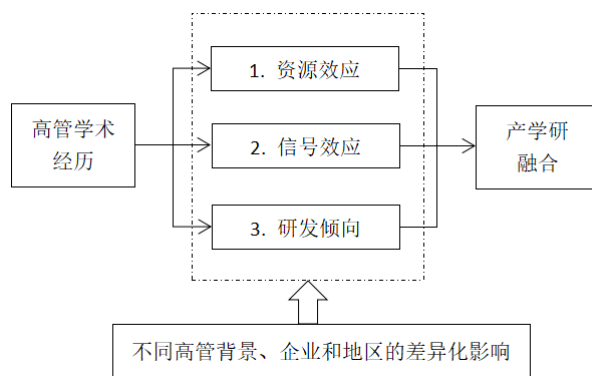 1. 资源效应
高管学术
经历
2. 信号效应
产学研
融合
3. 研发倾向
不同高管背景、企业和地区的差异化影响